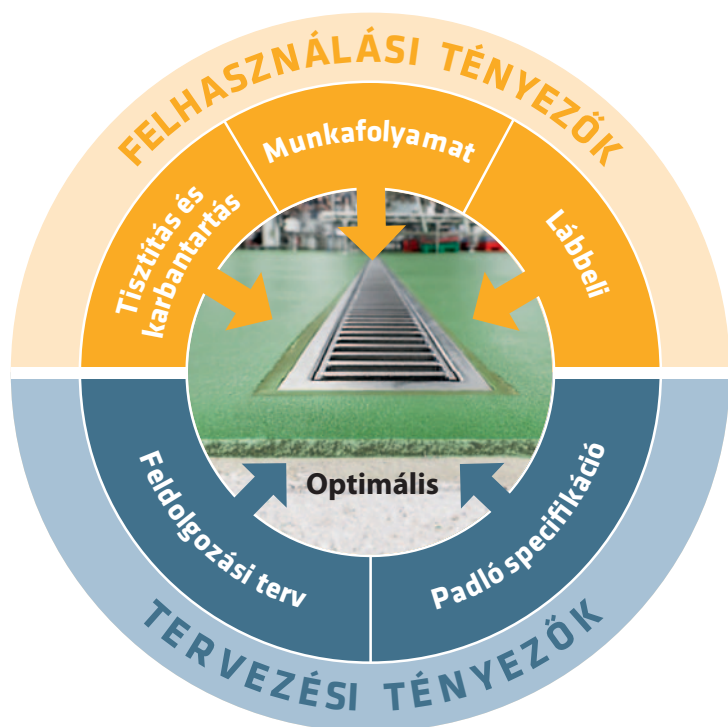 FELHASZNÁLÁSI TÉNYEZŐK
Munkafolyamat
Tisztítás és
karbantartás
Lábbeli
Optimális
Feldolgozási terv
Padló specifikáció
TERVEZÉSI TÉNYEZŐK